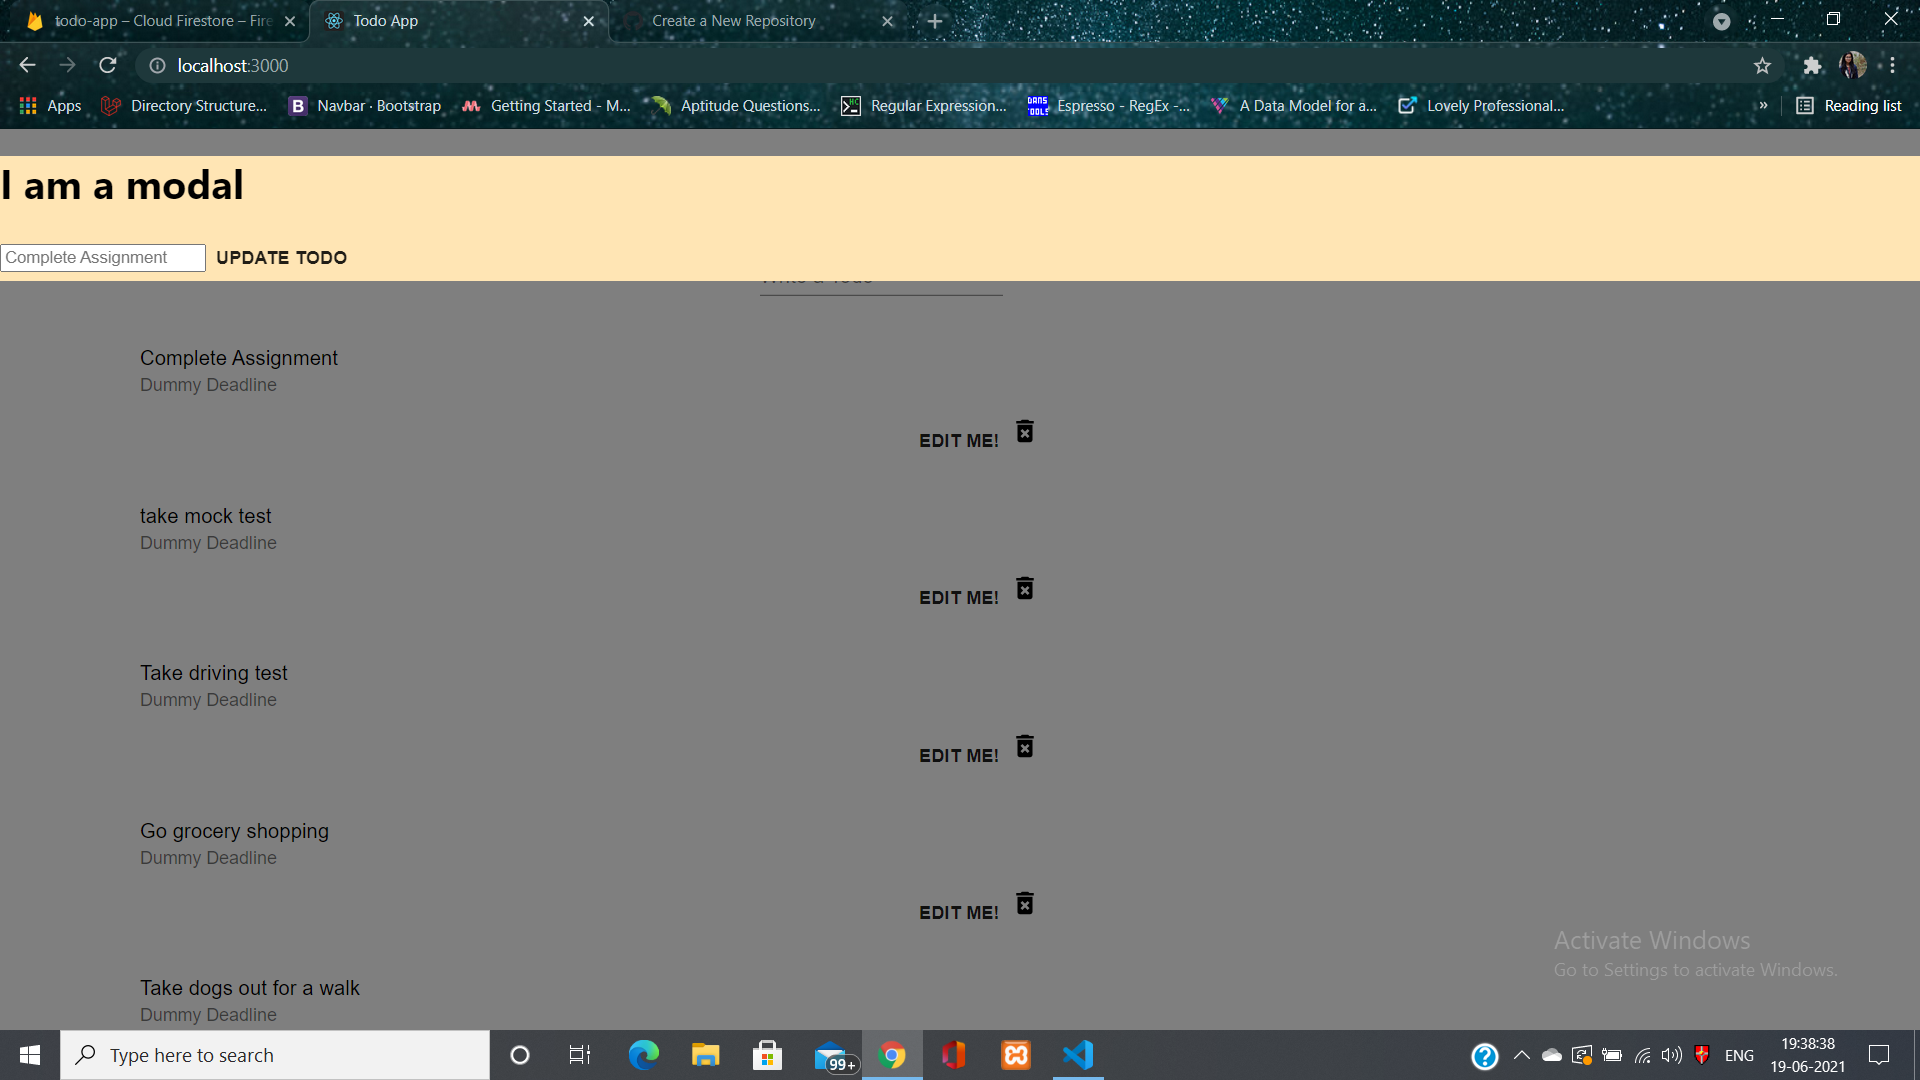 todo-app – Cloud Firestore – Fire
Todo App
Create a New Repository
localhost:3000
Apps
Directory Structure...
Navbar · Bootstrap
Getting Started - M...
Aptitude Questions...
Regular Expression...
Espresso - RegEx -...
A Data Model for a...
Lovely Professional...
»
Reading list
I am a modal
Complete Assignment
UPDATE TODO
Write a Todo
Complete Assignment
Dummy Deadline
EDIT ME!
take mock test
Dummy Deadline
EDIT ME!
Take driving test
Dummy Deadline
EDIT ME!
Go grocery shopping
Dummy Deadline
EDIT ME!
Take dogs out for a walk
Dummy Deadline
Activate Windows
Go to Settings to activate Windows.
Type here to search
99+
ENG
19:38:38
19-06-2021